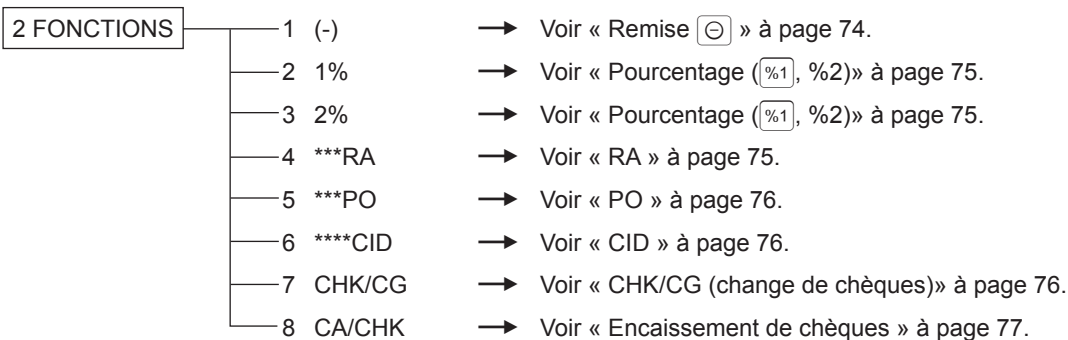 2 FONCTIONS 1 (-) → Voir « Remise ⊖ » à page 74.
2 1% → Voir « Pourcentage (%1, %2)» à page 75.
3 2% → Voir « Pourcentage (%1, %2)» à page 75.
4 ***RA → Voir « RA » à page 75.
5 ***PO → Voir « PO » à page 76.
6 ****CID → Voir « CID » à page 76.
7 CHK/CG → Voir « CHK/CG (change de chèques)» à page 76.
8 CA/CHK → Voir « Encaissement de chèques » à page 77.